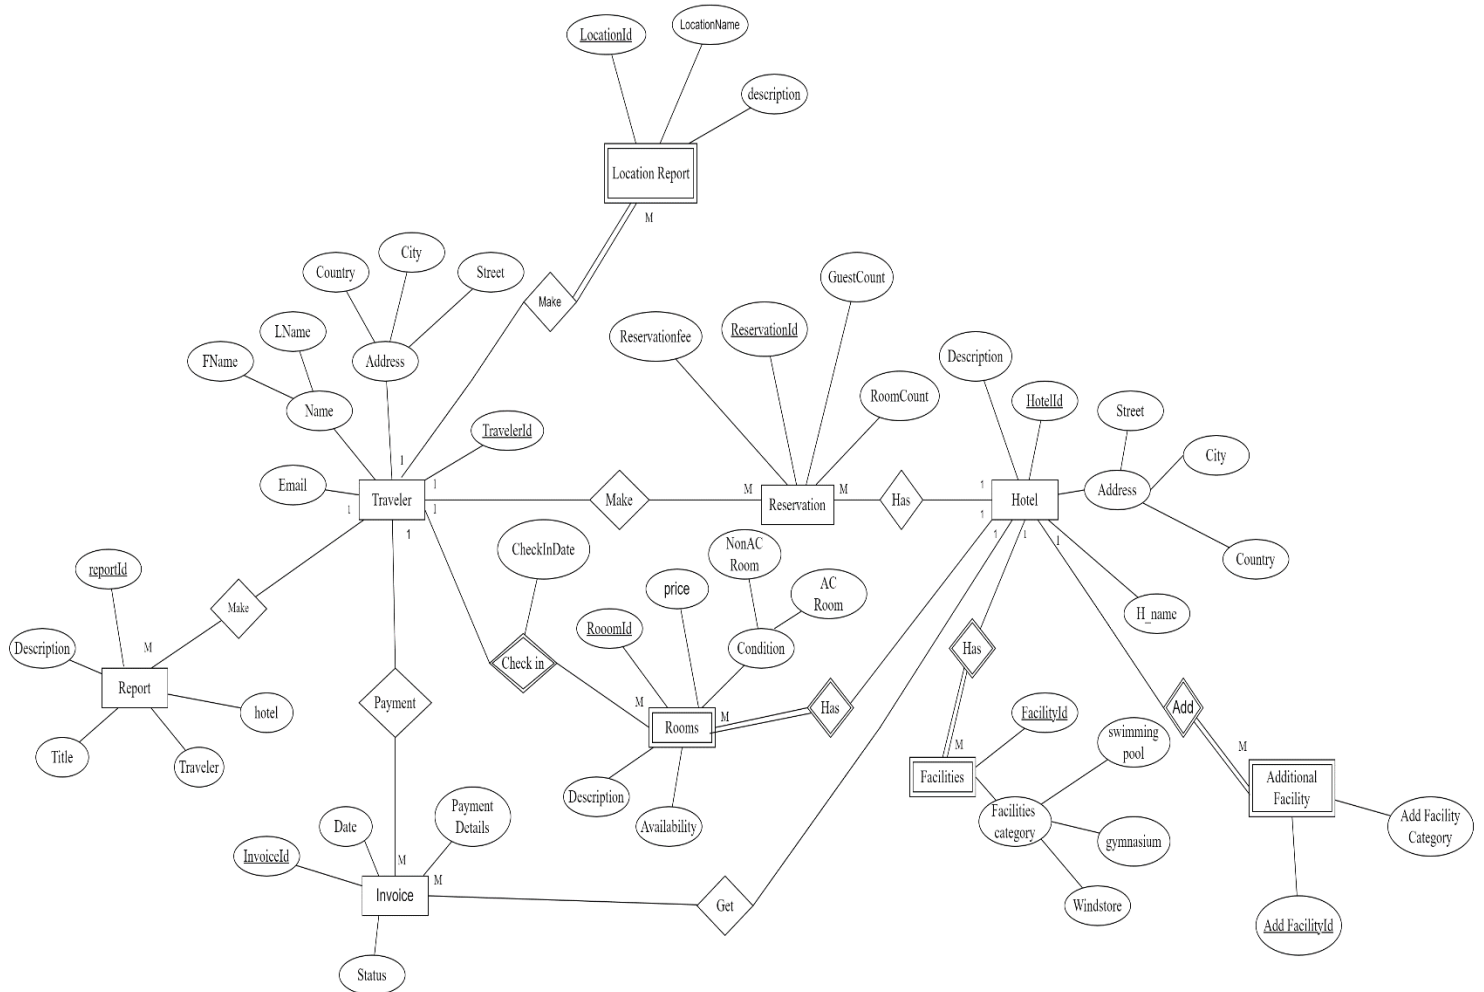 LocationName
LocationId
description
Location Report
M
City
Country
Street
GuestCount
Make
LName
ReservationId
Reservationfee
Description
FName
Address
Name
RoomCount
HotelId
Street
TravelerId
City
1
Email
Traveler
1
Make
M
Reservation
M
Has
1
Hotel
Address
1
1
1
1
1
1
1
CheckInDate
NonAC
Room
Country
reportId
price
AC
Room
Make
H_name
RooomId
Condition
M
Description
Check in
Has
Report
Payment
M
M
Rooms
Has
FacilityId
Add
hotel
swimming
pool
M
M
Title
Traveler
Facilities
Additional
Facility
Description
Payment
Details
Date
Availability
Facilities
category
Add Facility
Category
gymnasium
InvoiceId
M
M
Invoice
Get
Windstore
Add FacilityId
Status